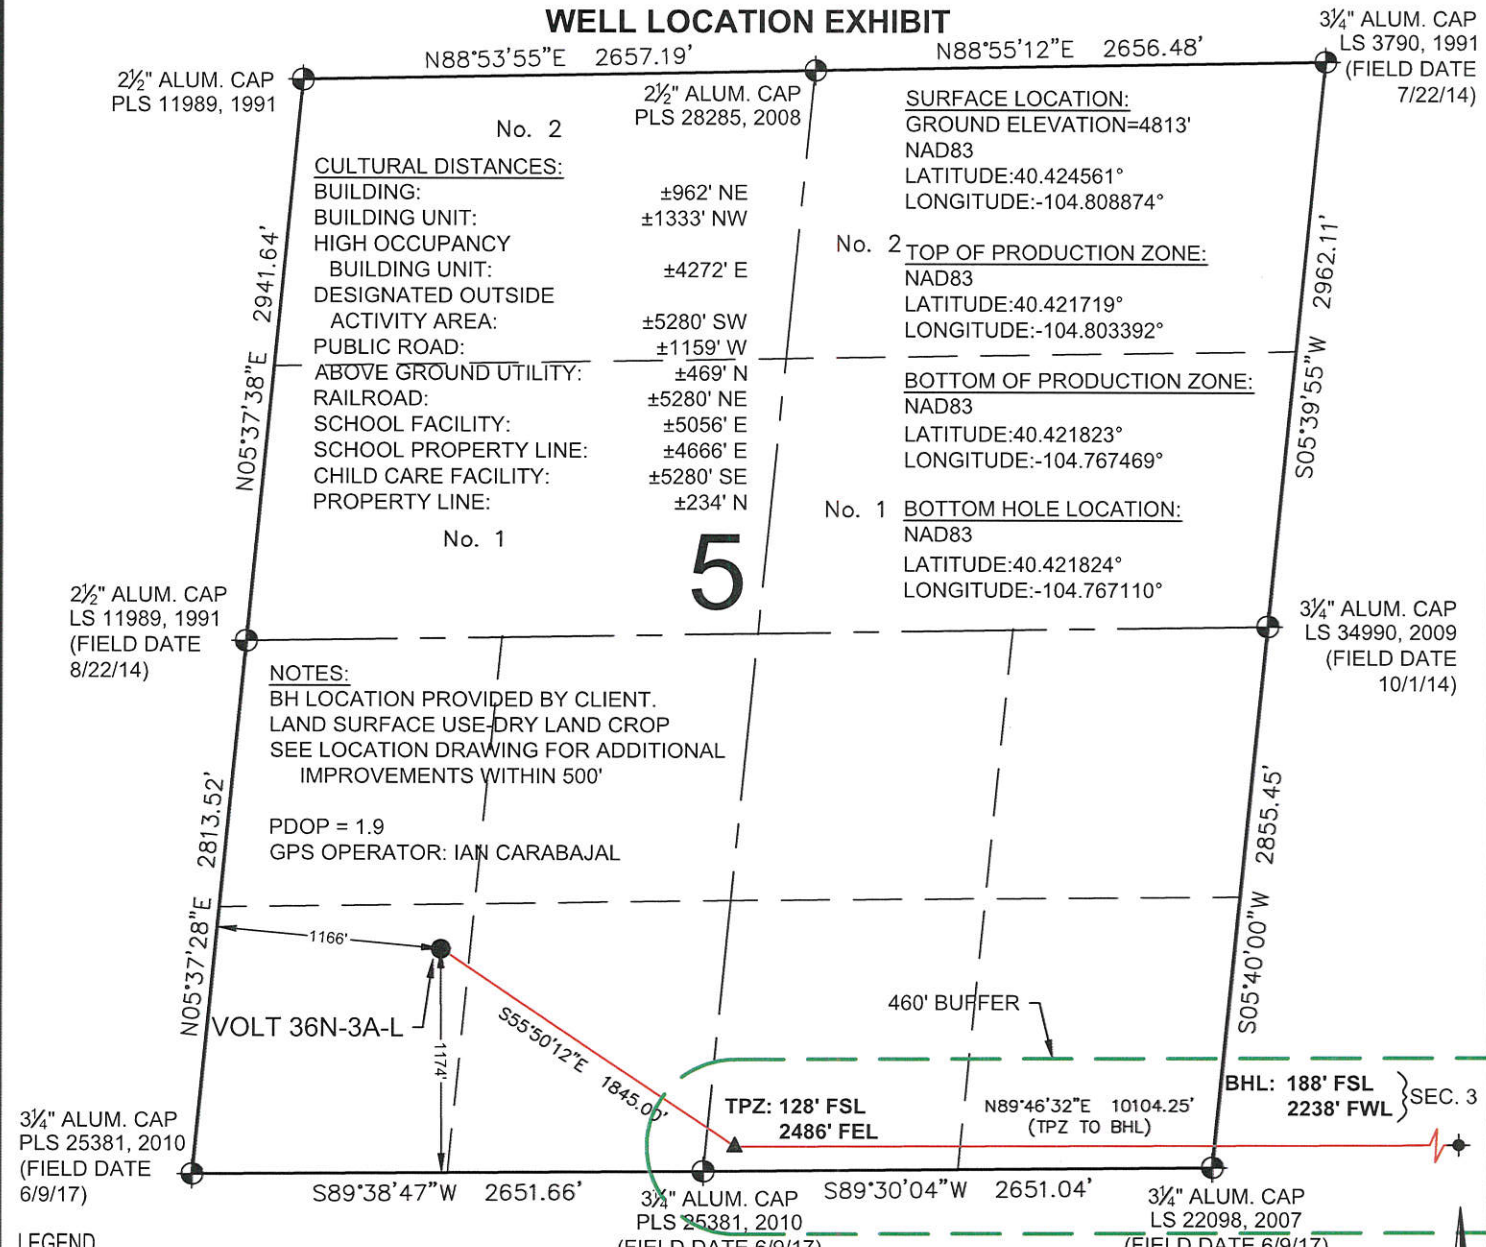 WELL LOCATION EXHIBIT
N88°53'55"E 2657.19'
N88°55'12"E 2656.48'
3¼" ALUM. CAP
LS 3790, 1991
(FIELD DATE
7/22/14)
2½" ALUM. CAP
PLS 11989, 1991
2½" ALUM. CAP
PLS 28285, 2008
No. 2
CULTURAL DISTANCES:
BUILDING: ±962' NE
BUILDING UNIT: ±1333' NW
HIGH OCCUPANCY
BUILDING UNIT: ±4272' E
DESIGNATED OUTSIDE
ACTIVITY AREA: ±5280' SW
PUBLIC ROAD: ±1159' W
ABOVE GROUND UTILITY: ±469' N
RAILROAD: ±5280' NE
SCHOOL FACILITY: ±5056' E
SCHOOL PROPERTY LINE: ±4666' E
CHILD CARE FACILITY: ±5280' SE
PROPERTY LINE: ±234' N
No. 1
SURFACE LOCATION:
GROUND ELEVATION=4813'
NAD83
LATITUDE:40.424561°
LONGITUDE:-104.808874°
No. 2
TOP OF PRODUCTION ZONE:
NAD83
LATITUDE:40.421719°
LONGITUDE:-104.803392°
BOTTOM OF PRODUCTION ZONE:
NAD83
LATITUDE:40.421823°
LONGITUDE:-104.767469°
No. 1
BOTTOM HOLE LOCATION:
NAD83
LATITUDE:40.421824°
LONGITUDE:-104.767110°
N05°37'38"E 2941.64'
S05°39'55"W 2962.11'
5
2½" ALUM. CAP
LS 11989, 1991
(FIELD DATE
8/22/14)
3¼" ALUM. CAP
LS 34990, 2009
(FIELD DATE
10/1/14)
NOTES:
BH LOCATION PROVIDED BY CLIENT.
LAND SURFACE USE-DRY LAND CROP
SEE LOCATION DRAWING FOR ADDITIONAL
IMPROVEMENTS WITHIN 500'
PDOP = 1.9
GPS OPERATOR: IAN CARABAJAL
N05°37'28"E 2813.52'
S05°40'00"W 2855.45'
1166'
VOLT 36N-3A-L
1174'
S55°50'12"E 1845.00'
460' BUFFER
TPZ: 128' FSL
2486' FEL
N89°46'32"E 10104.25'
(TPZ TO BHL)
BHL: 188' FSL
2238' FWL
SEC. 3
3¼" ALUM. CAP
PLS 25381, 2010
(FIELD DATE
6/9/17)
S89°38'47"W 2651.66'
3¼" ALUM. CAP
PLS 25381, 2010
(FIELD DATE 6/9/17)
S89°30'04"W 2651.04'
3¼" ALUM. CAP
LS 22098, 2007
(FIELD DATE 6/9/17)
LEGEND